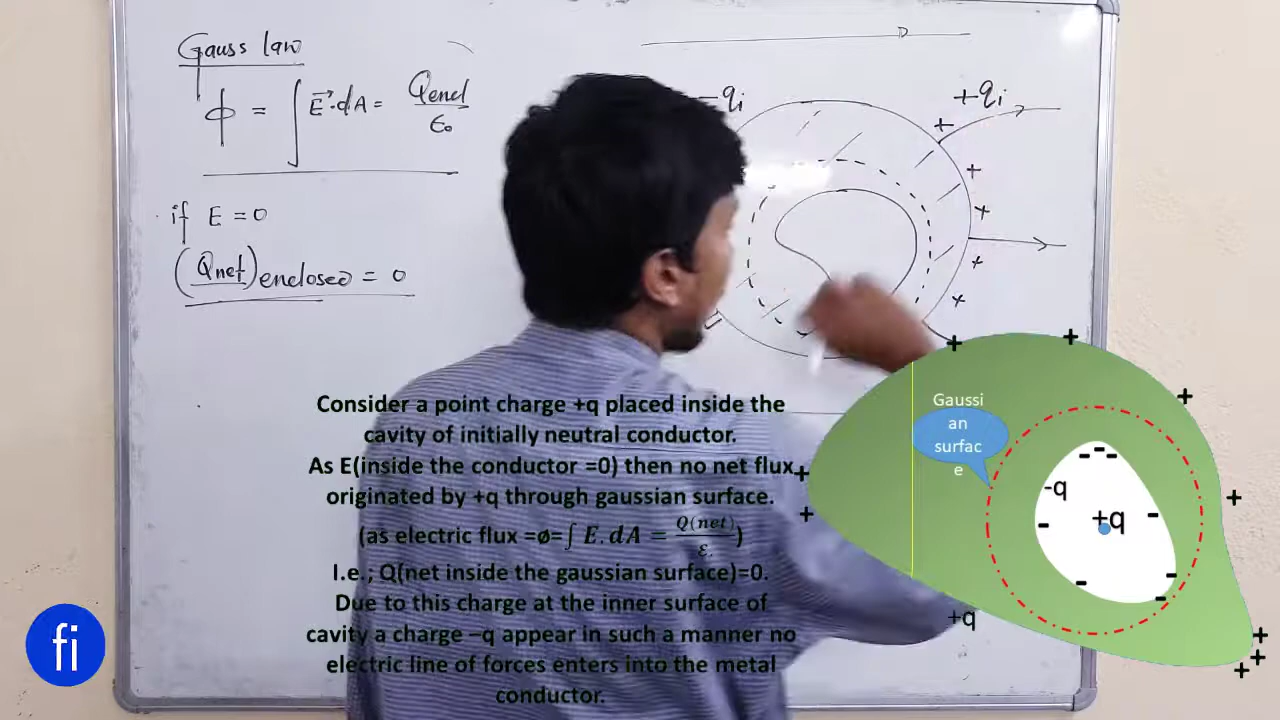 Gauss law
ϕ = ∫ E⃗.dA = Qencl/ε₀
if E = 0
(Qnet)enclosed = 0
-qi
+qi
+
+
+
+
+
Consider a point charge +q placed inside the
cavity of initially neutral conductor.
As E(inside the conductor =0) then no net flux
originated by +q through gaussian surface.
(as electric flux =ø=∫ E. dA = Q(net)/ε.)
I.e.; Q(net inside the gaussian surface)=0.
Due to this charge at the inner surface of
cavity a charge –q appear in such a manner no
electric line of forces enters into the metal
conductor.
Gaussi
an
surfac
e
-q
+q
+q
fi